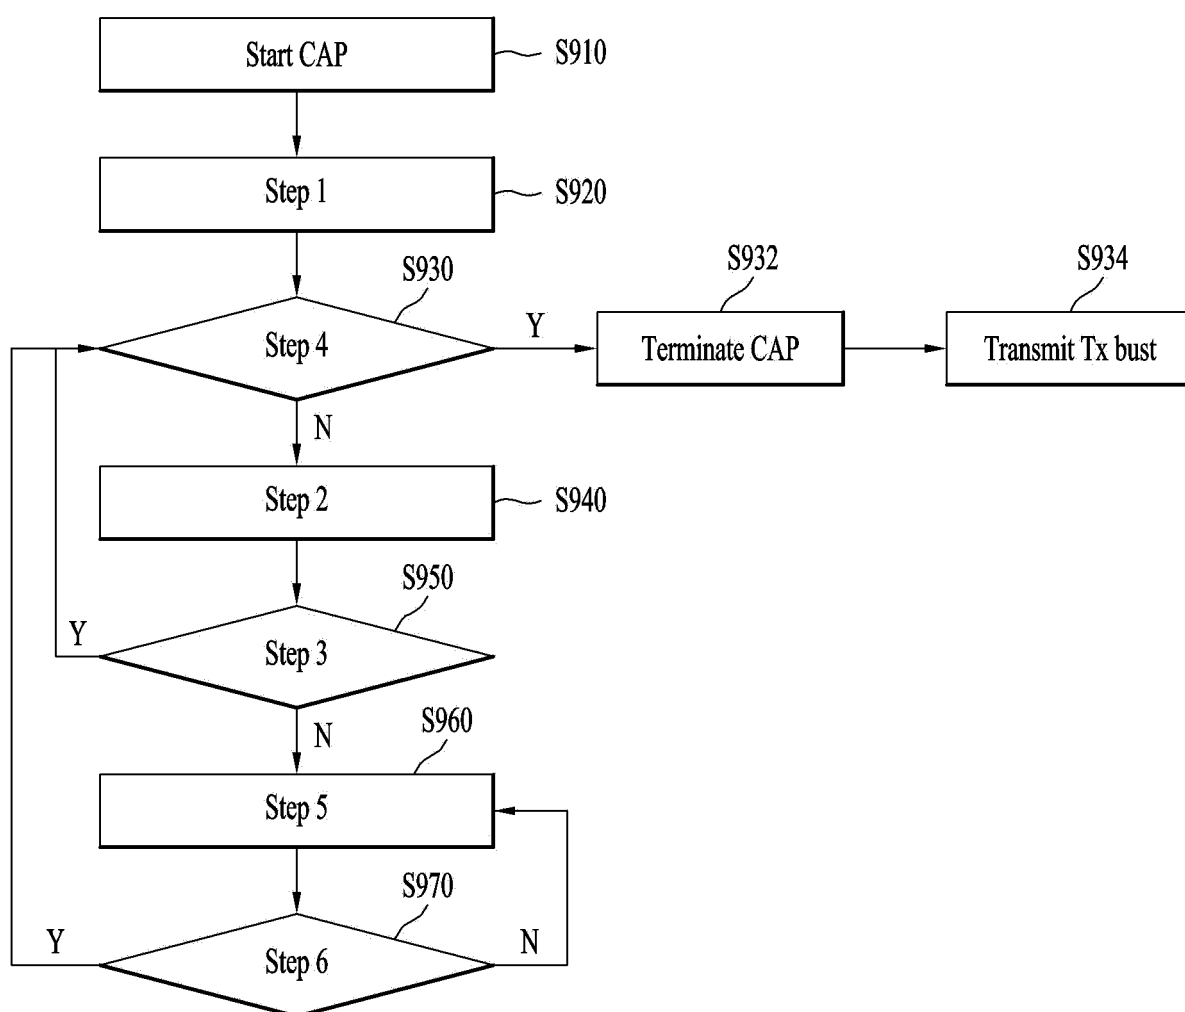 Start CAP
S910
Step 1
S920
S930
Step 4
Y
S932
Terminate CAP
S934
Transmit Tx bust
N
Step 2
S940
S950
Step 3
Y
N
S960
Step 5
S970
Step 6
Y
N